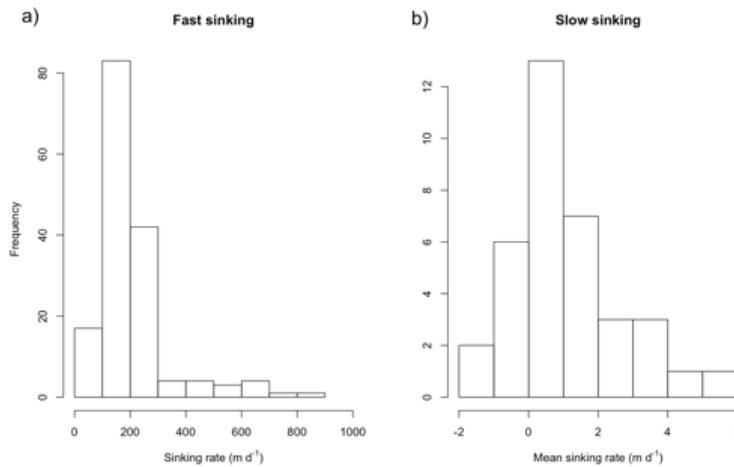 a)
Fast sinking
Frequency
0 20 40 60 80
0 200 400 600 800 1000
Sinking rate (m d⁻¹)
b)
Slow sinking
0 2 4 6 8 10 12
-2 0 2 4
Mean sinking rate (m d⁻¹)